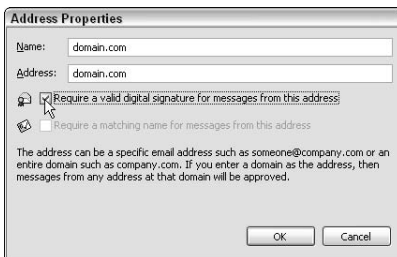 Address Properties
Name: domain.com
Address: domain.com
Require a valid digital signature for messages from this address
Require a matching name for messages from this address
The address can be a specific email address such as someone@company.com or an
entire domain such as company.com. If you enter a domain as the address, then
messages from any address at that domain will be approved.
OK Cancel